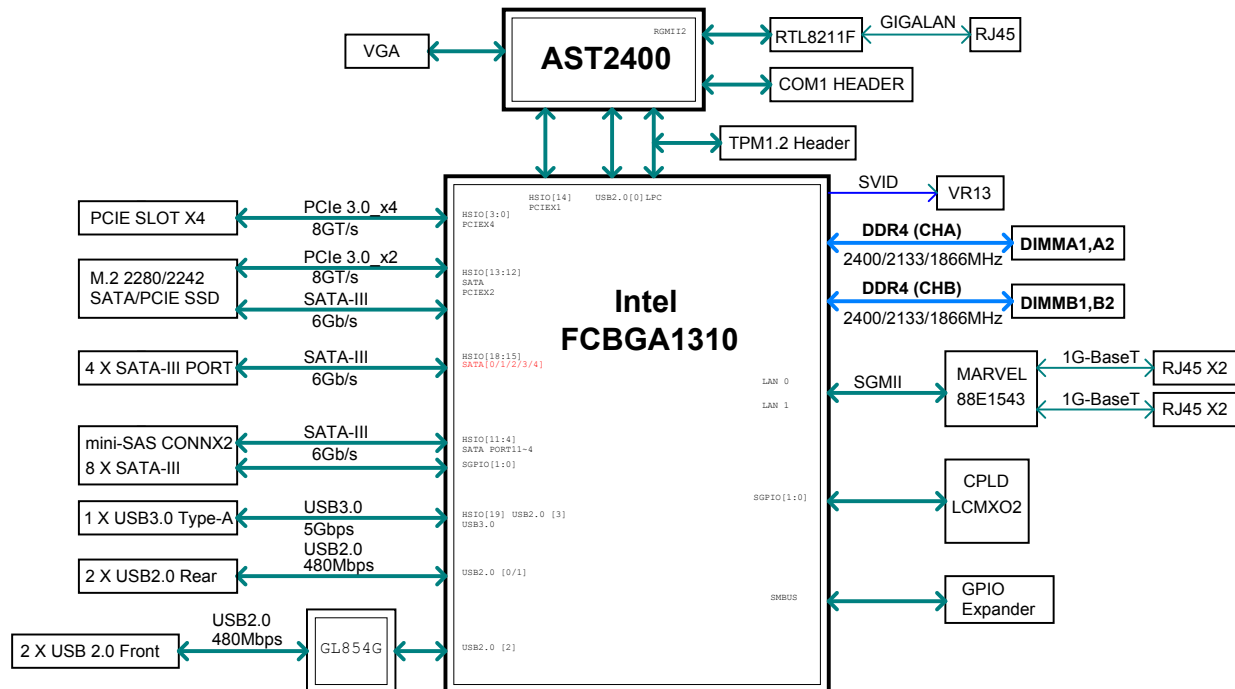 RGMII2
GIGALAN
VGA
AST2400
RTL8211F
RJ45
COM1 HEADER
TPM1.2 Header
HSIO[14]
PCIEX1
USB2.0[0]
LPC
SVID
VR13
PCIE SLOT X4
PCIe 3.0_x4
8GT/s
HSIO[3:0]
PCIEX4
DDR4 (CHA)
2400/2133/1866MHz
DIMMA1,A2
M.2 2280/2242
SATA/PCIE SSD
PCIe 3.0_x2
8GT/s
SATA-III
6Gb/s
HSIO[13:12]
SATA
PCIEX2
Intel
FCBGA1310
DDR4 (CHB)
2400/2133/1866MHz
DIMMB1,B2
4 X SATA-III PORT
SATA-III
6Gb/s
HSIO[18:15]
SATA[0/1/2/3/4]
LAN 0
LAN 1
SGMII
MARVEL
88E1543
1G-BaseT
RJ45 X2
1G-BaseT
RJ45 X2
mini-SAS CONNX2
8 X SATA-III
SATA-III
6Gb/s
HSIO[11:4]
SATA PORT11~4
SGPIO[1:0]
SGPIO[1:0]
CPLD
LCMXO2
1 X USB3.0 Type-A
USB3.0
5Gbps
HSIO[19] USB2.0 [3]
USB3.0
2 X USB2.0 Rear
USB2.0
480Mbps
USB2.0 [0/1]
SMBUS
GPIO
Expander
2 X USB 2.0 Front
USB2.0
480Mbps
GL854G
USB2.0 [2]